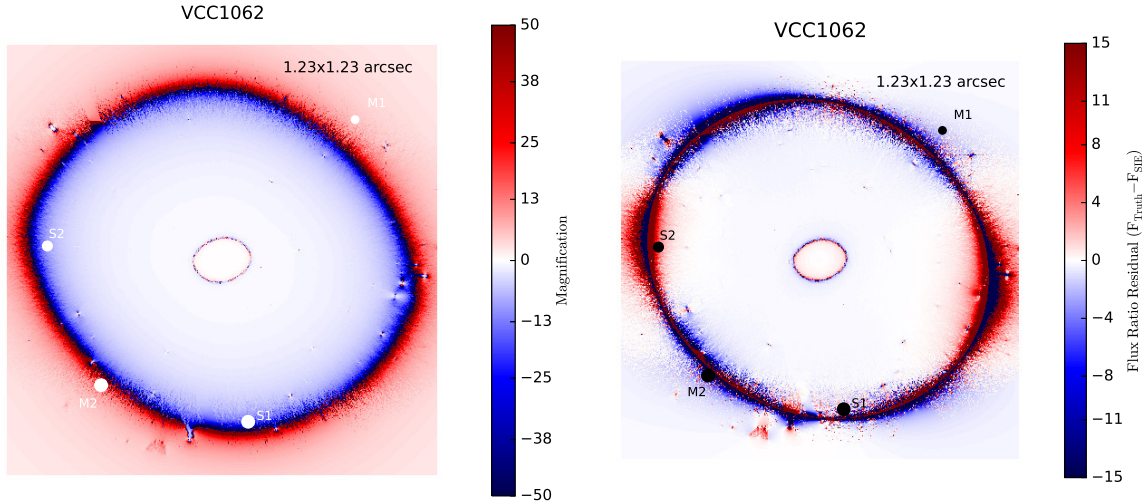 VCC1062
1.23x1.23 arcsec
M1
S2
M2
S1
50
38
25
13
0
−13
−25
−38
−50
Magnification
VCC1062
1.23x1.23 arcsec
M1
S2
M2
S1
15
11
8
4
0
−4
−8
−11
−15
Flux Ratio Residual (F_Truth−F_SIE)